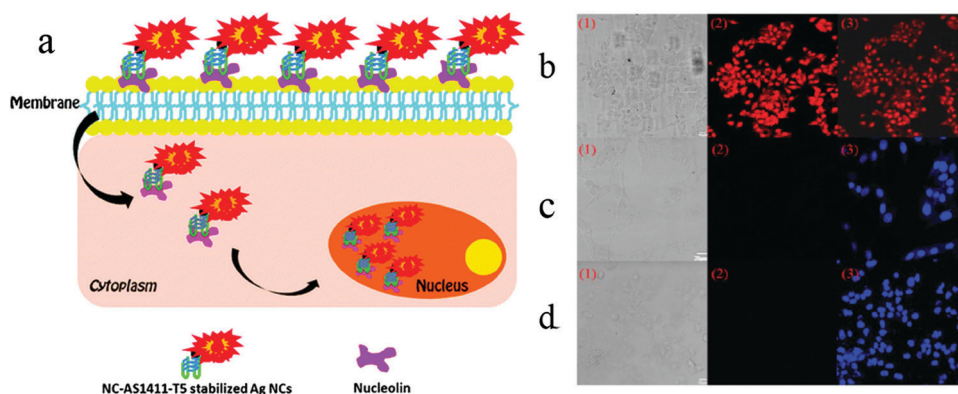 a
Membrane
Cytoplasm
Nucleus
NC-AS1411-T5 stabilized Ag NCs
Nucleolin
b
(1)
(2)
(3)
c
(1)
(2)
(3)
d
(1)
(2)
(3)